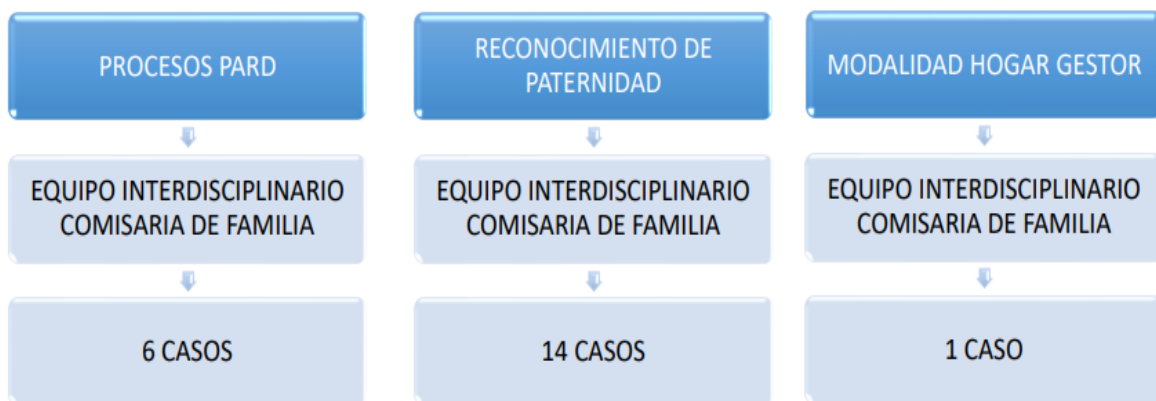 PROCESOS PARD
EQUIPO INTERDISCIPLINARIO
COMISARIA DE FAMILIA
6 CASOS
RECONOCIMIENTO DE
PATERNIDAD
EQUIPO INTERDISCIPLINARIO
COMISARIA DE FAMILIA
14 CASOS
MODALIDAD HOGAR GESTOR
EQUIPO INTERDISCIPLINARIO
COMISARIA DE FAMILIA
1 CASO